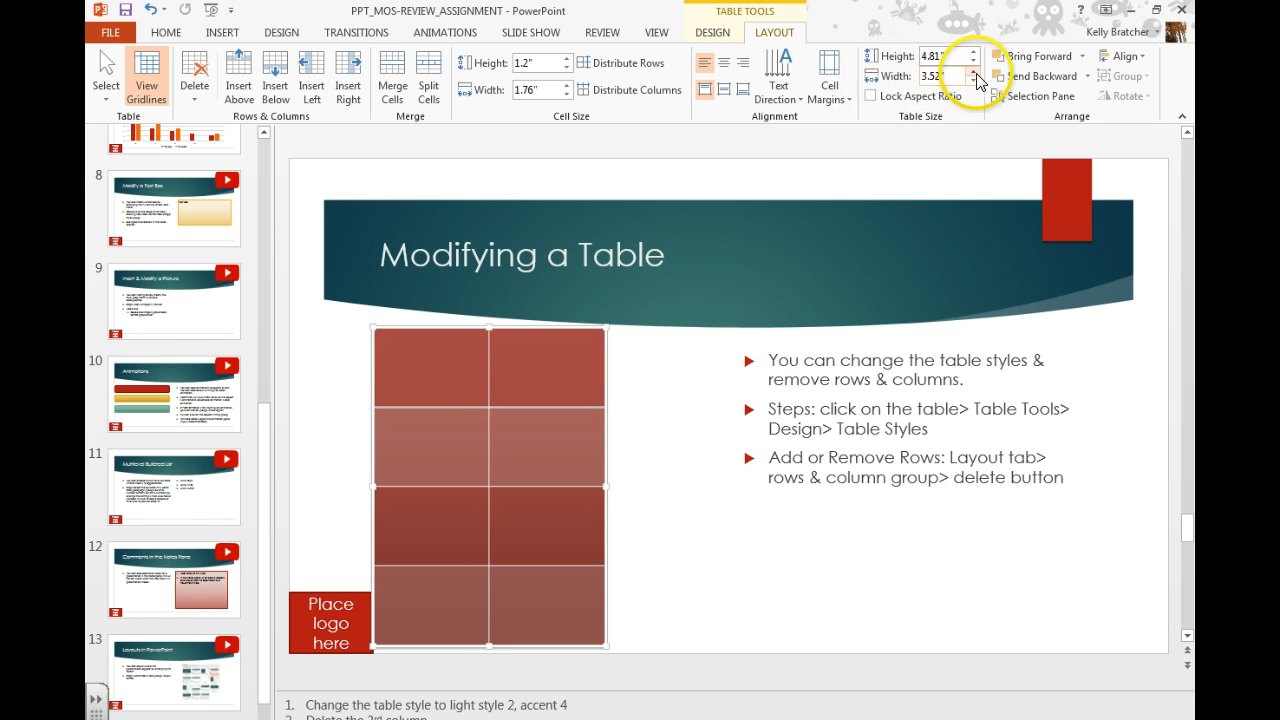 PPT_MOS-REVIEW_ASSIGNMENT - PowerPoint
TABLE TOOLS
FILE HOME INSERT DESIGN TRANSITIONS ANIMATIONS SLIDE SHOW REVIEW VIEW DESIGN LAYOUT
Kelly Bratcher
Select
View
Gridlines
Table
Delete
Insert
Above
Insert
Below
Insert
Left
Insert
Right
Rows & Columns
Merge
Cells
Split
Cells
Merge
Height: 1.2"
Distribute Rows
Width: 1.76"
Distribute Columns
Cell Size
Text
Direction
Cell
Margins
Alignment
Height: 4.81"
Width: 3.52"
Lock Aspect Ratio
Table Size
Bring Forward
Send Backward
Selection Pane
Align
Group
Rotate
Arrange
8
Modify a Text Box
9
Insert & Modify a Picture
10
Animations
11
Multilevel Bulleted List
12
Comments in the Notes Pane
13
Layouts in PowerPoint
Modifying a Table
You can change the table styles &
remove rows & columns.
Steps: click on the table> Table Tools>
Design> Table Styles
Add or Remove Rows: Layout tab>
rows & column group> delete button
Place
logo
here
1. Change the table style to light style 2, accent 4
2. Delete the 3rd column